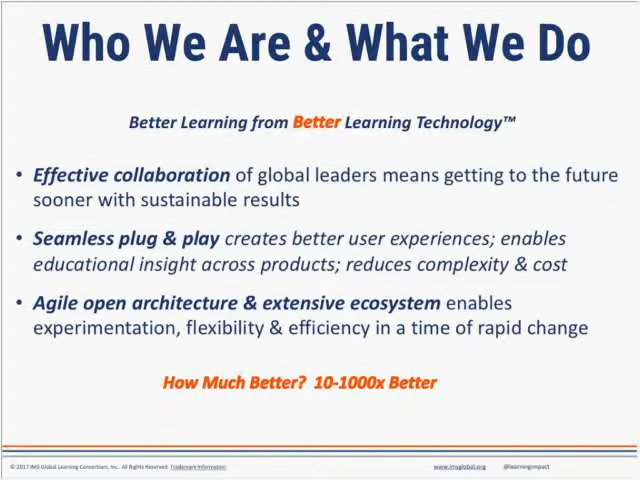 Who We Are & What We Do
Better Learning from Better Learning Technology™
• Effective collaboration of global leaders means getting to the future
sooner with sustainable results
• Seamless plug & play creates better user experiences; enables
educational insight across products; reduces complexity & cost
• Agile open architecture & extensive ecosystem enables
experimentation, flexibility & efficiency in a time of rapid change
How Much Better? 10-1000x Better
© 2017 IMS Global Learning Consortium, Inc. All Rights Reserved. Trademark Information www.imsglobal.org @learningimpact